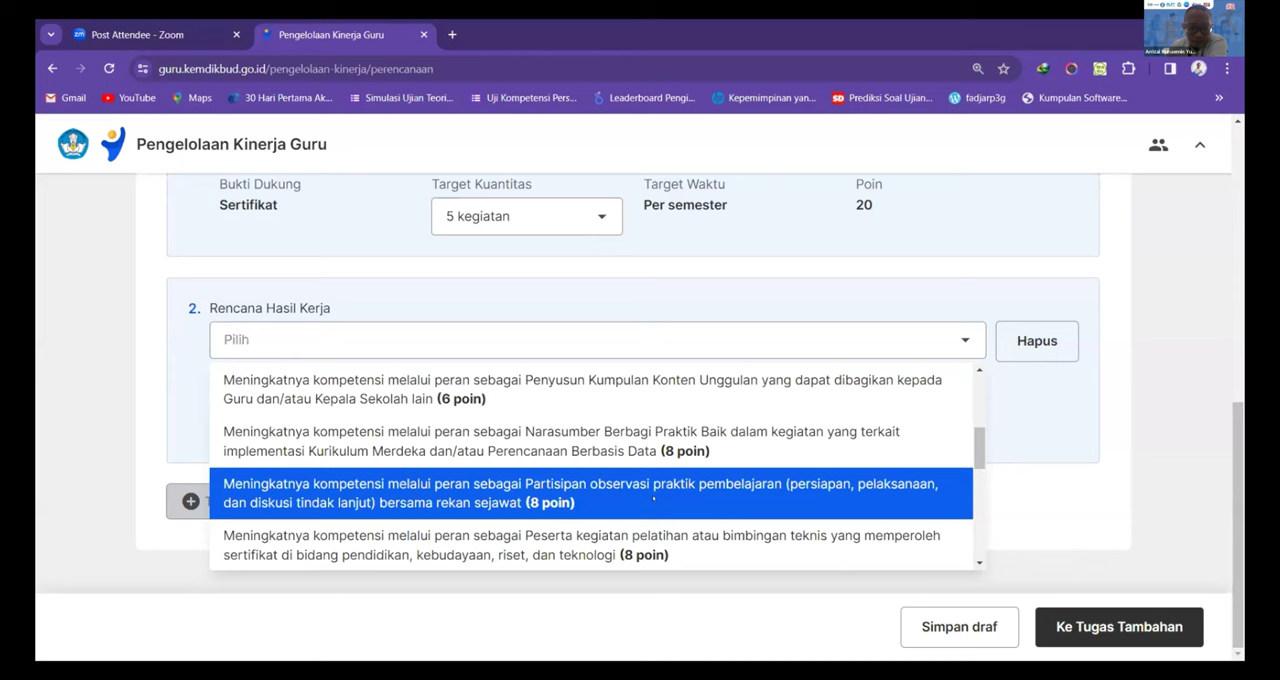 Post Attendee - Zoom
Pengelolaan Kinerja Guru
guru.kemdikbud.go.id/pengelolaan-kinerja/perencanaan
Gmail
YouTube
Maps
30 Hari Pertama Ak...
Simulasi Ujian Teori...
Uji Kompetensi Pers...
Leaderboard Pengi...
Kepemimpinan yan...
SD Prediksi Soal Ujian...
fadjarp3g
Kumpulan Software...
Pengelolaan Kinerja Guru
Bukti Dukung
Target Kuantitas
Target Waktu
Poin
Sertifikat
5 kegiatan
Per semester
20
2. Rencana Hasil Kerja
Pilih
Hapus
Meningkatnya kompetensi melalui peran sebagai Penyusun Kumpulan Konten Unggulan yang dapat dibagikan kepada
Guru dan/atau Kepala Sekolah lain (6 poin)
Meningkatnya kompetensi melalui peran sebagai Narasumber Berbagi Praktik Baik dalam kegiatan yang terkait
implementasi Kurikulum Merdeka dan/atau Perencanaan Berbasis Data (8 poin)
Meningkatnya kompetensi melalui peran sebagai Partisipan observasi praktik pembelajaran (persiapan, pelaksanaan,
dan diskusi tindak lanjut) bersama rekan sejawat (8 poin)
Meningkatnya kompetensi melalui peran sebagai Peserta kegiatan pelatihan atau bimbingan teknis yang memperoleh
sertifikat di bidang pendidikan, kebudayaan, riset, dan teknologi (8 poin)
Simpan draf
Ke Tugas Tambahan